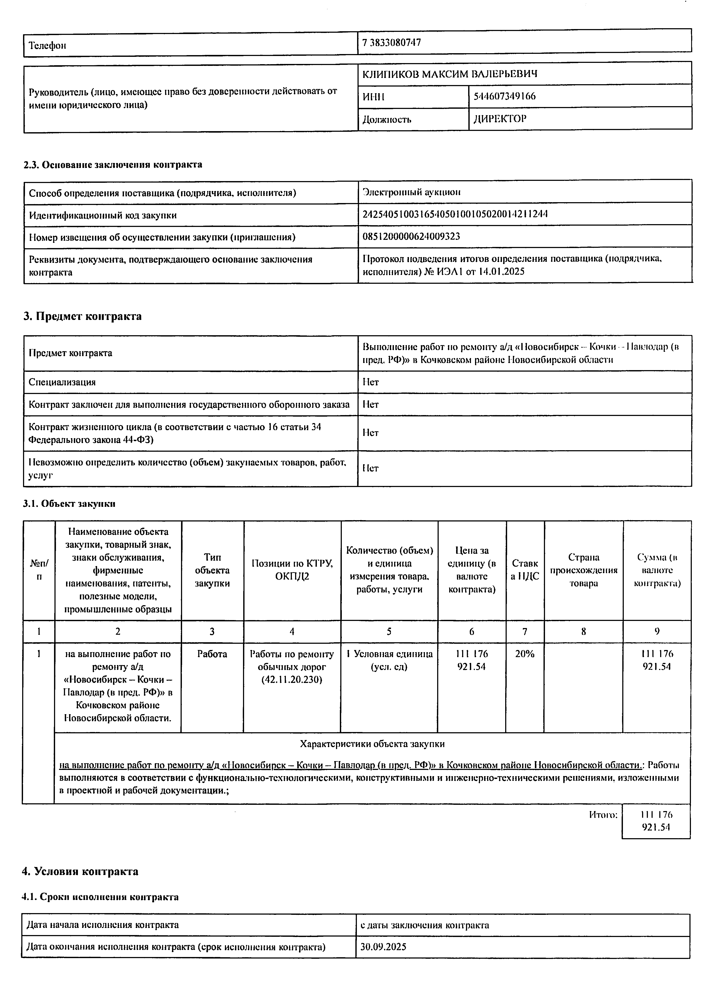 Телефон
7 3833080747
Руководитель (лицо, имеющее право без доверенности действовать от
имени юридического лица)
КЛИПИКОВ МАКСИМ ВАЛЕРЬЕВИЧ
ИНН
544607349166
Должность
ДИРЕКТОР
2.3. Основание заключения контракта
Способ определения поставщика (подрядчика, исполнителя)
Электронный аукцион
Идентификационный код закупки
242540510031654050100105020014211244
Номер извещения об осуществлении закупки (приглашения)
0851200000624009323
Реквизиты документа, подтверждающего основание заключения
контракта
Протокол подведения итогов определения поставщика (подрядчика,
исполнителя) № ИЭА1 от 14.01.2025
3. Предмет контракта
Предмет контракта
Выполнение работ по ремонту а/д «Новосибирск – Кочки – Павлодар (в
пред. РФ)» в Кочковском районе Новосибирской области
Специализация
Нет
Контракт заключен для выполнения государственного оборонного заказа
Нет
Контракт жизненного цикла (в соответствии с частью 16 статьи 34
Федерального закона 44-ФЗ)
Нет
Невозможно определить количество (объем) закупаемых товаров, работ,
услуг
Нет
3.1. Объект закупки
№п/
п
Наименование объекта
закупки, товарный знак,
знаки обслуживания,
фирменные
наименования, патенты,
полезные модели,
промышленные образцы
Тип
объекта
закупки
Позиции по КТРУ,
ОКПД2
Количество (объем)
и единица
измерения товара,
работы, услуги
Цена за
единицу (в
валюте
контракта)
Ставк
а НДС
Страна
происхождения
товара
Сумма (в
валюте
контракта)
1
2
3
4
5
6
7
8
9
1
на выполнение работ по
ремонту а/д
«Новосибирск – Кочки –
Павлодар (в пред. РФ)» в
Кочковском районе
Новосибирской области.
Работа
Работы по ремонту
обычных дорог
(42.11.20.230)
1 Условная единица
(усл. ед)
111 176
921.54
20%
111 176
921.54
Характеристики объекта закупки
на выполнение работ по ремонту а/д «Новосибирск – Кочки – Павлодар (в пред. РФ)» в Кочковском районе Новосибирской области.: Работы
выполняются в соответствии с функционально-технологическими, конструктивными и инженерно-техническими решениями, изложенными
в проектной и рабочей документации.;
Итого:
111 176
921.54
4. Условия контракта
4.1. Сроки исполнения контракта
Дата начала исполнения контракта
с даты заключения контракта
Дата окончания исполнения контракта (срок исполнения контракта)
30.09.2025